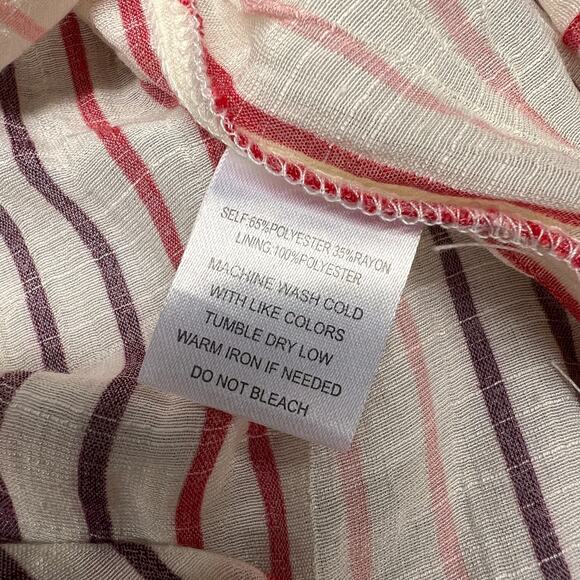 SELF:65%POLYESTER 35%RAYON
LINING:100%POLYESTER
MACHINE WASH COLD
WITH LIKE COLORS
TUMBLE DRY LOW
WARM IRON IF NEEDED
DO NOT BLEACH